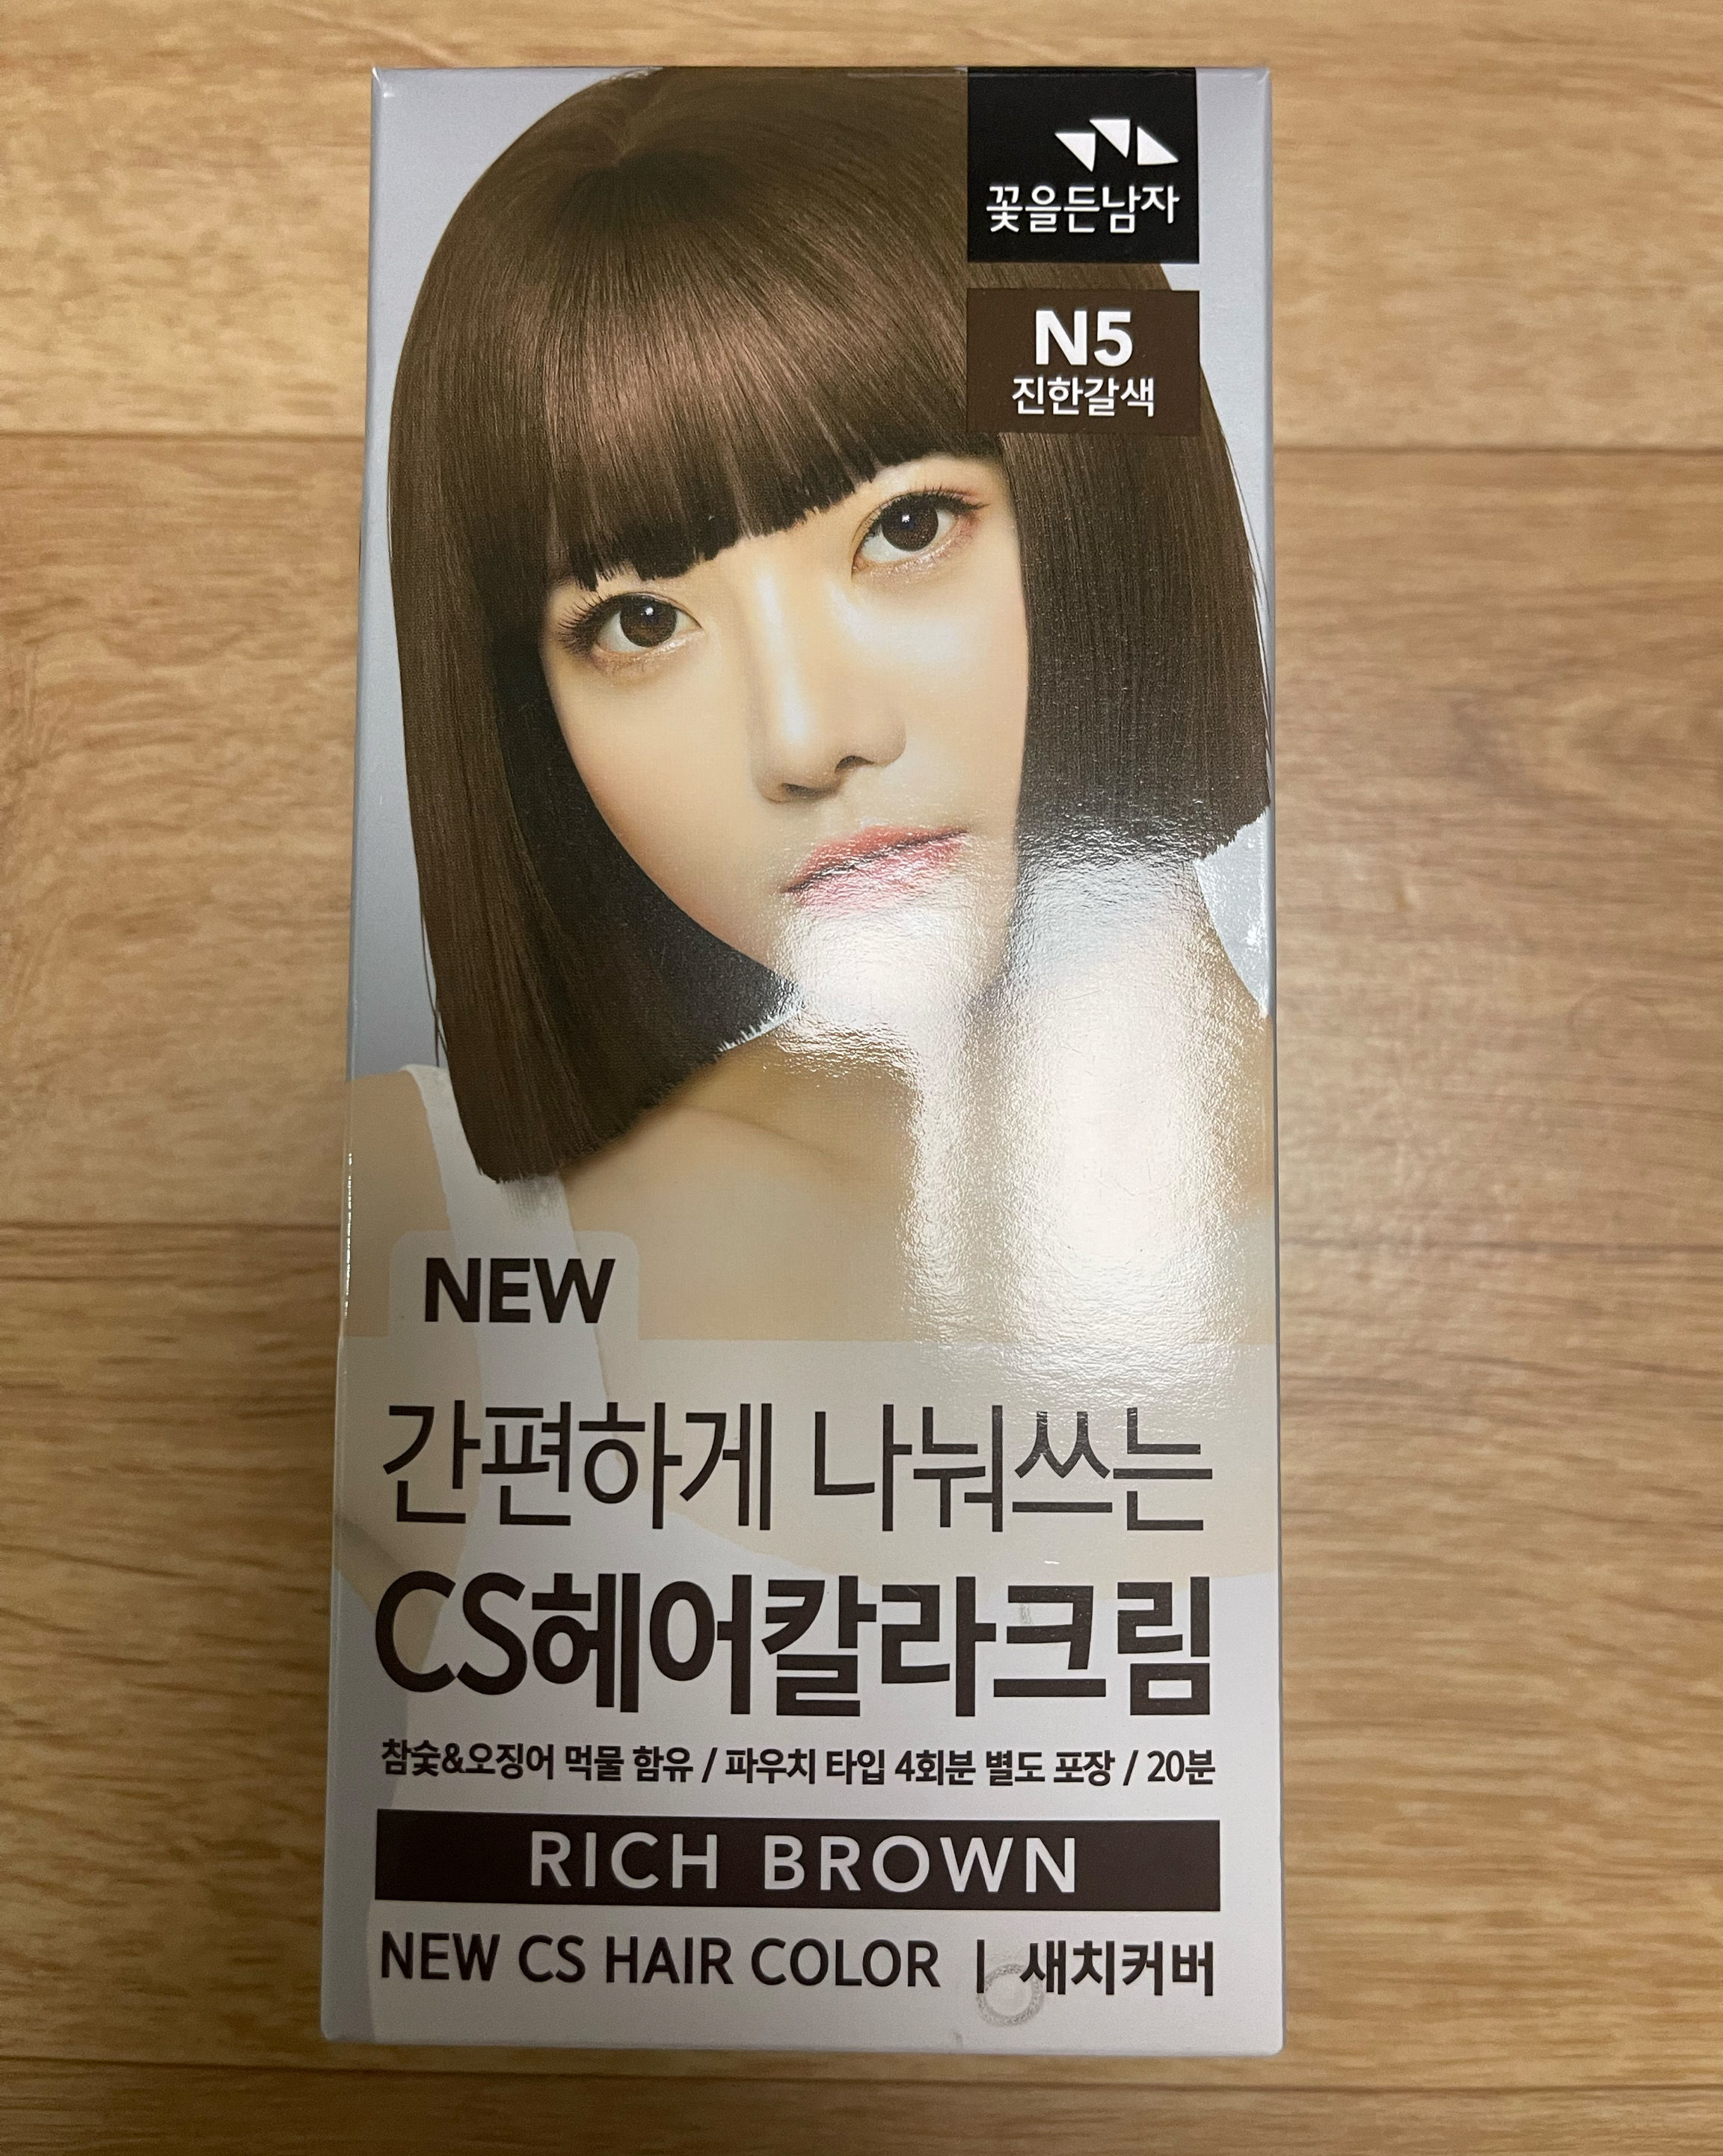 꽃을든남자
N5
진한갈색
NEW
간편하게 나눠쓰는
CS헤어칼라크림
참숯&오징어 먹물 함유 / 파우치 타입 4회분 별도 포장 / 20분
RICH BROWN
NEW CS HAIR COLOR | 새치커버